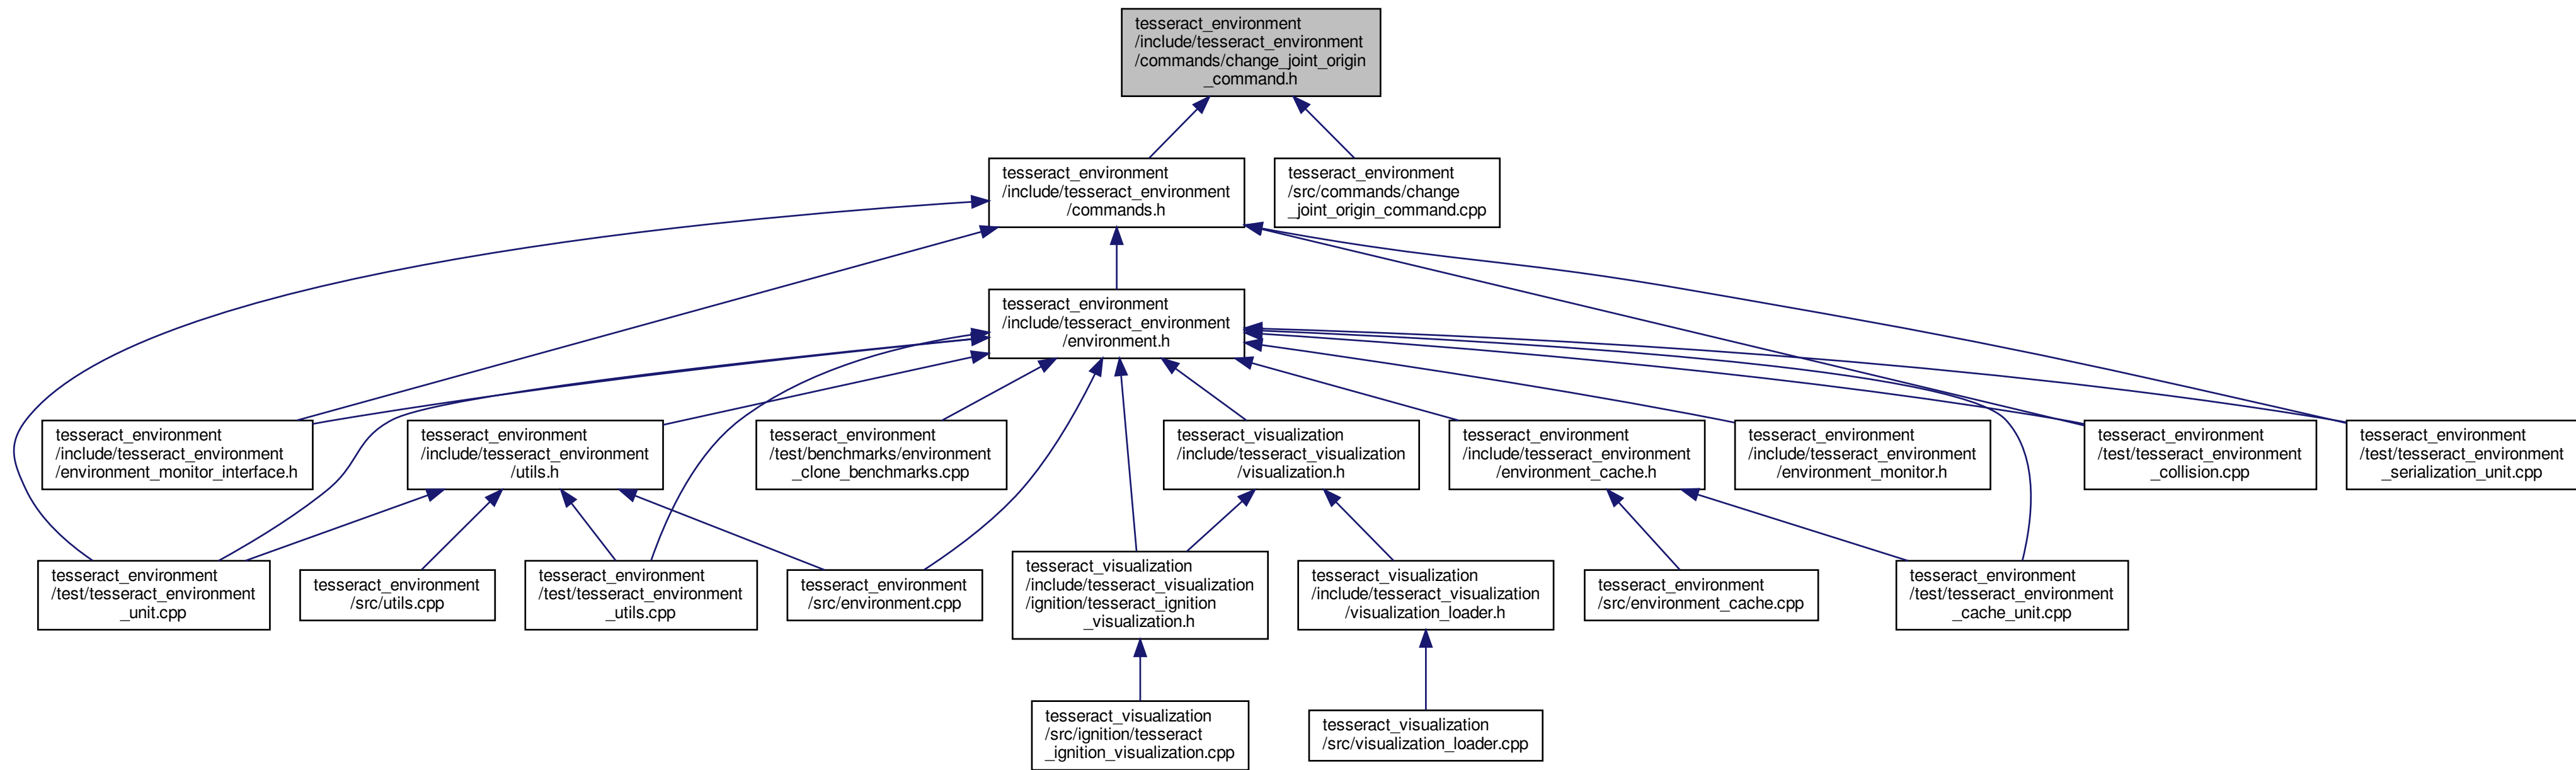 tesseract_environment
/include/tesseract_environment
/commands/change_joint_origin
_command.h
tesseract_environment
/include/tesseract_environment
/commands.h
tesseract_environment
/src/commands/change
_joint_origin_command.cpp
tesseract_environment
/include/tesseract_environment
/environment.h
tesseract_environment
/include/tesseract_environment
/environment_monitor_interface.h
tesseract_environment
/include/tesseract_environment
/utils.h
tesseract_environment
/test/benchmarks/environment
_clone_benchmarks.cpp
tesseract_visualization
/include/tesseract_visualization
/visualization.h
tesseract_environment
/include/tesseract_environment
/environment_cache.h
tesseract_environment
/include/tesseract_environment
/environment_monitor.h
tesseract_environment
/test/tesseract_environment
_collision.cpp
tesseract_environment
/test/tesseract_environment
_serialization_unit.cpp
tesseract_environment
/test/tesseract_environment
_unit.cpp
tesseract_environment
/src/utils.cpp
tesseract_environment
/test/tesseract_environment
_utils.cpp
tesseract_environment
/src/environment.cpp
tesseract_visualization
/include/tesseract_visualization
/ignition/tesseract_ignition
_visualization.h
tesseract_visualization
/include/tesseract_visualization
/visualization_loader.h
tesseract_environment
/src/environment_cache.cpp
tesseract_environment
/test/tesseract_environment
_cache_unit.cpp
tesseract_visualization
/src/ignition/tesseract
_ignition_visualization.cpp
tesseract_visualization
/src/visualization_loader.cpp